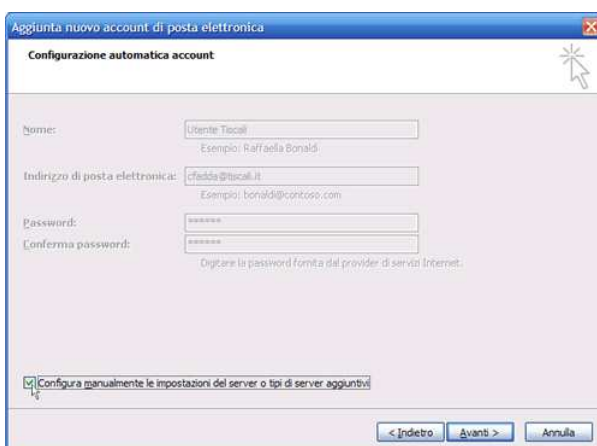 Aggiunta nuovo account di posta elettronica
Configurazione automatica account
Nome: Utente Tiscali
Esempio: Raffaella Bonaldi
Indirizzo di posta elettronica: cfadda@tiscali.it
Esempio: bonaldi@contoso.com
Password: ******
Conferma password: ******
Digitare la password fornita dal provider di servizi Internet.
Configura manualmente le impostazioni del server o tipi di server aggiuntivi
< Indietro Avanti > Annulla